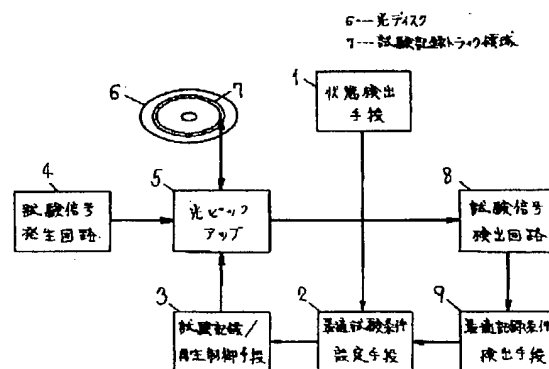 6---光ディスク
7---試験記録トラック領域
1
状態検出
手段
6
7
4
試験信号
発生回路
5
光ピック
アップ
8
試験信号
検出回路
3
試験記録/
再生制御手段
2
最適試験条件
設定手段
9
最適記録条件
検出手段